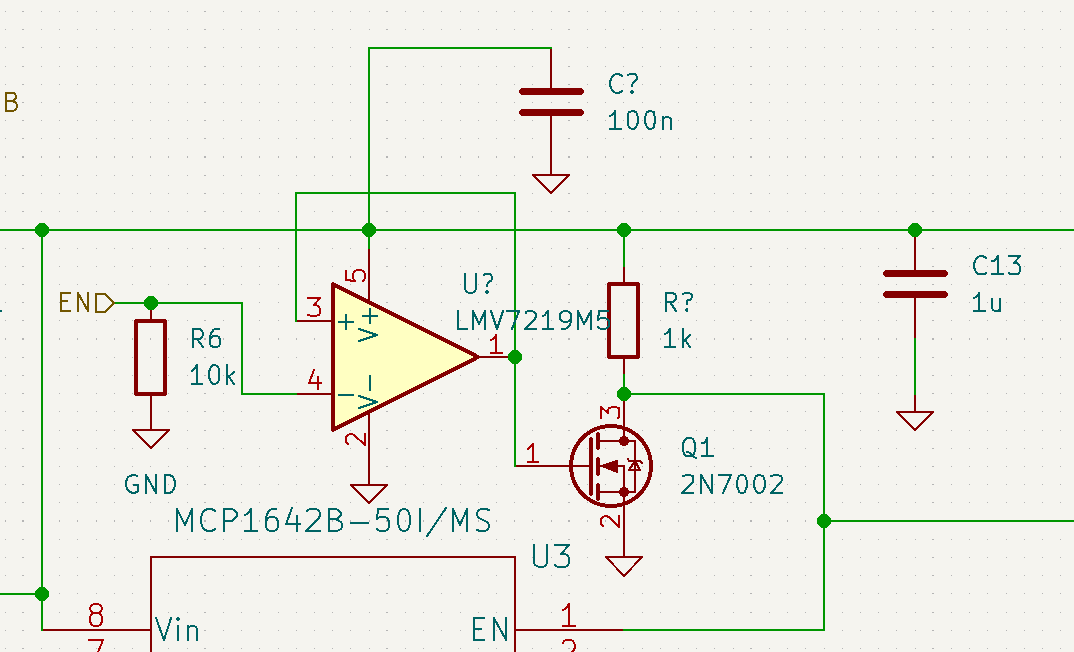 C?
B
100n
5
U?
C13
EN
3
R?
1u
+
V+
LMV7219M5
R6
1
1k
10k
4
−
V−
3
2
1
Q1
GND
2N7002
MCP1642B-50I/MS
2
U3
8
1
Vin
EN
7
2